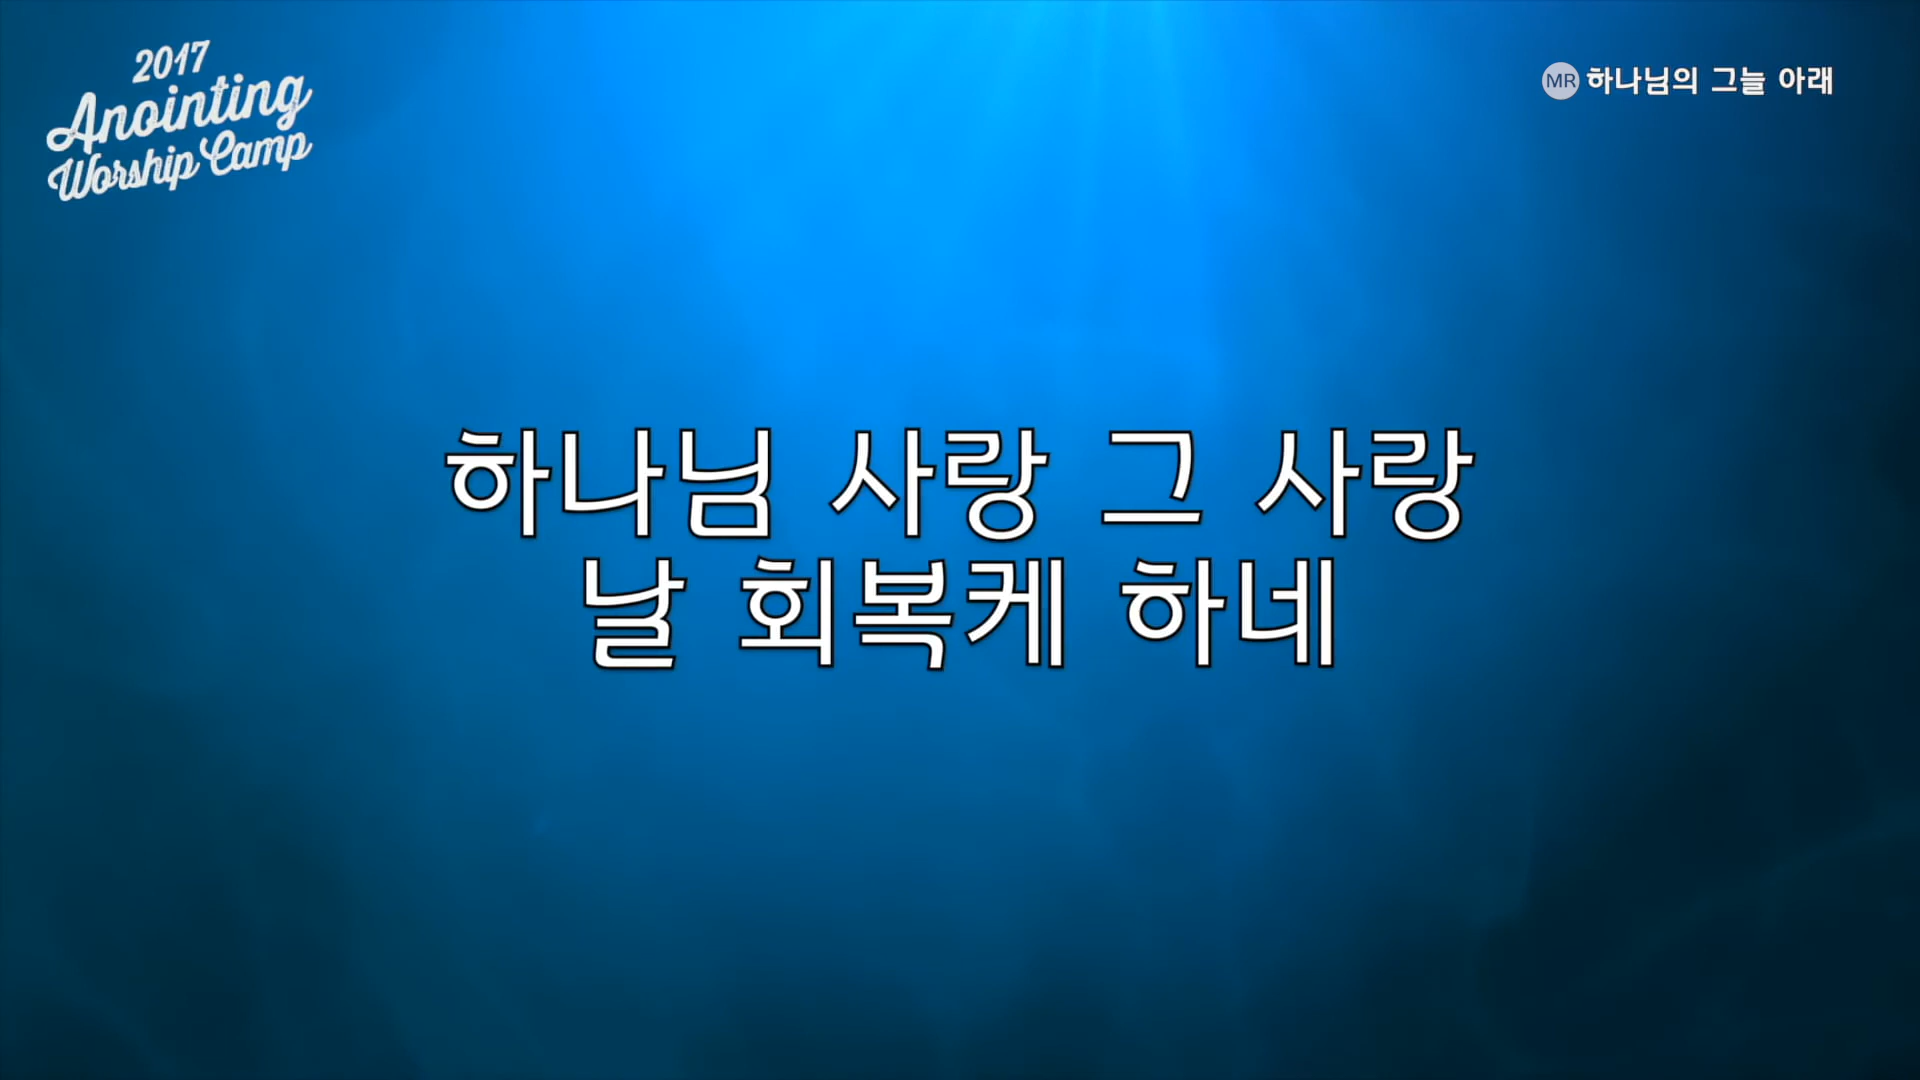 2017
Anointing
Worship Camp
MR 하나님의 그늘 아래
하나님 사랑 그 사랑
날 회복케 하네